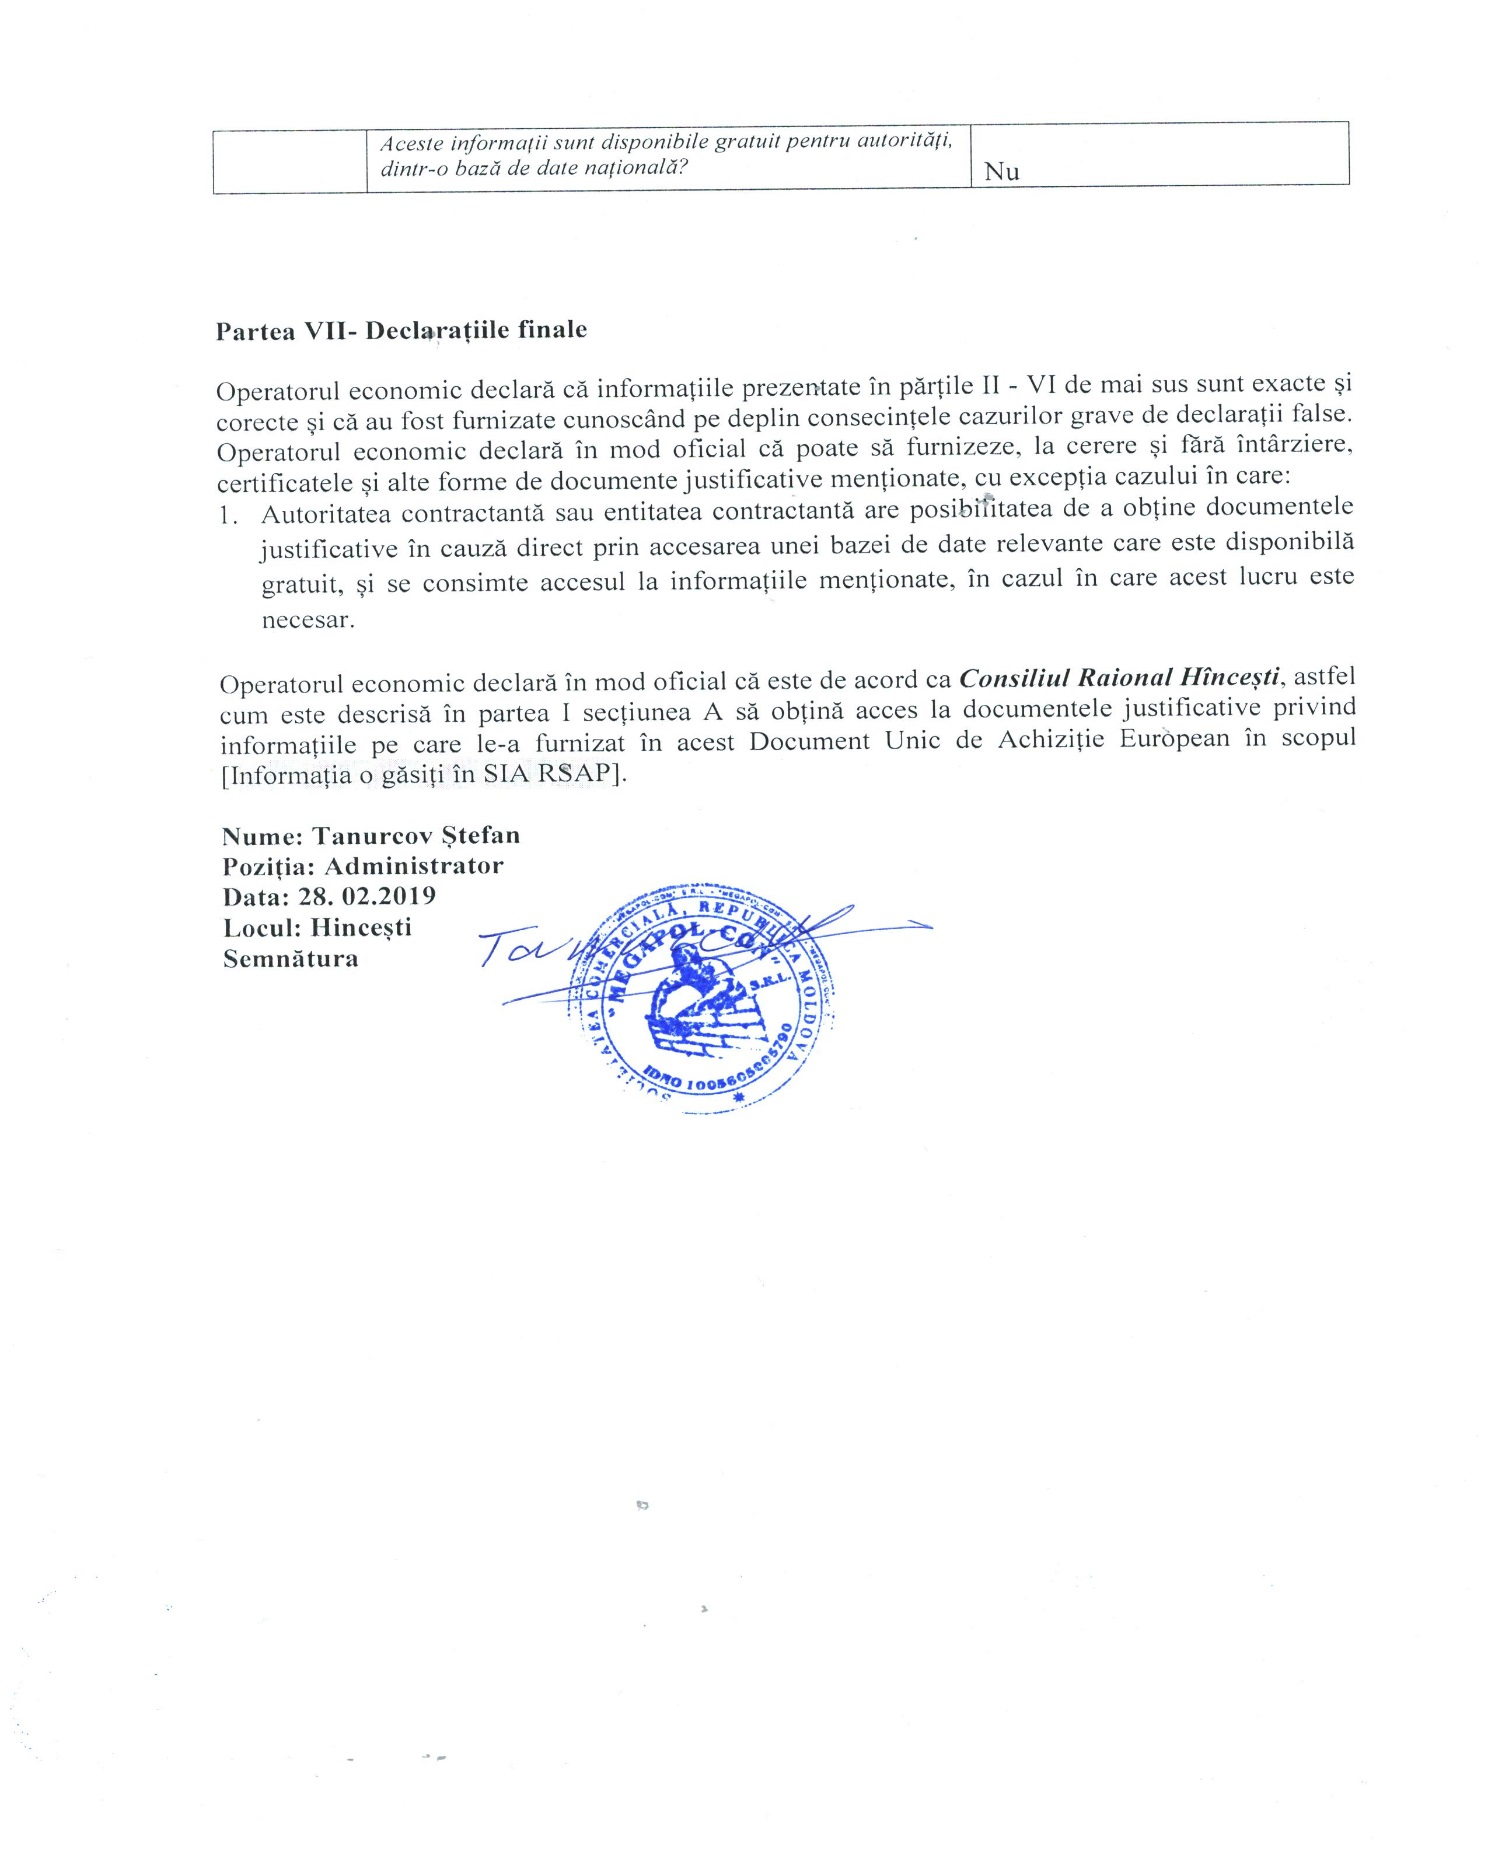 Aceste informații sunt disponibile gratuit pentru autorități,
dintr-o bază de date națională?
Nu
Partea VII- Declarațiile finale
Operatorul economic declară că informațiile prezentate în părțile II - VI de mai sus sunt exacte și
corecte și că au fost furnizate cunoscând pe deplin consecințele cazurilor grave de declarații false.
Operatorul economic declară în mod oficial că poate să furnizeze, la cerere și fără întârziere,
certificatele și alte forme de documente justificative menționate, cu excepția cazului în care:
1. Autoritatea contractantă sau entitatea contractantă are posibilitatea de a obține documentele
justificative în cauză direct prin accesarea unei bazei de date relevante care este disponibilă
gratuit, și se consimte accesul la informațiile menționate, în cazul în care acest lucru este
necesar.
Operatorul economic declară în mod oficial că este de acord ca Consiliul Raional Hîncești, astfel
cum este descrisă în partea I secțiunea A să obțină acces la documentele justificative privind
informațiile pe care le-a furnizat în acest Document Unic de Achiziție European în scopul
[Informația o găsiți în SIA RSAP].
Nume: Tanurcov Ștefan
Poziția: Administrator
Data: 28. 02.2019
Locul: Hincești
Semnătura
SOCIETATEA COMERCIALĂ, REPUBLICA MOLDOVA
"MEGAPOL-CON"
S.R.L.
IDNO 1005605005790